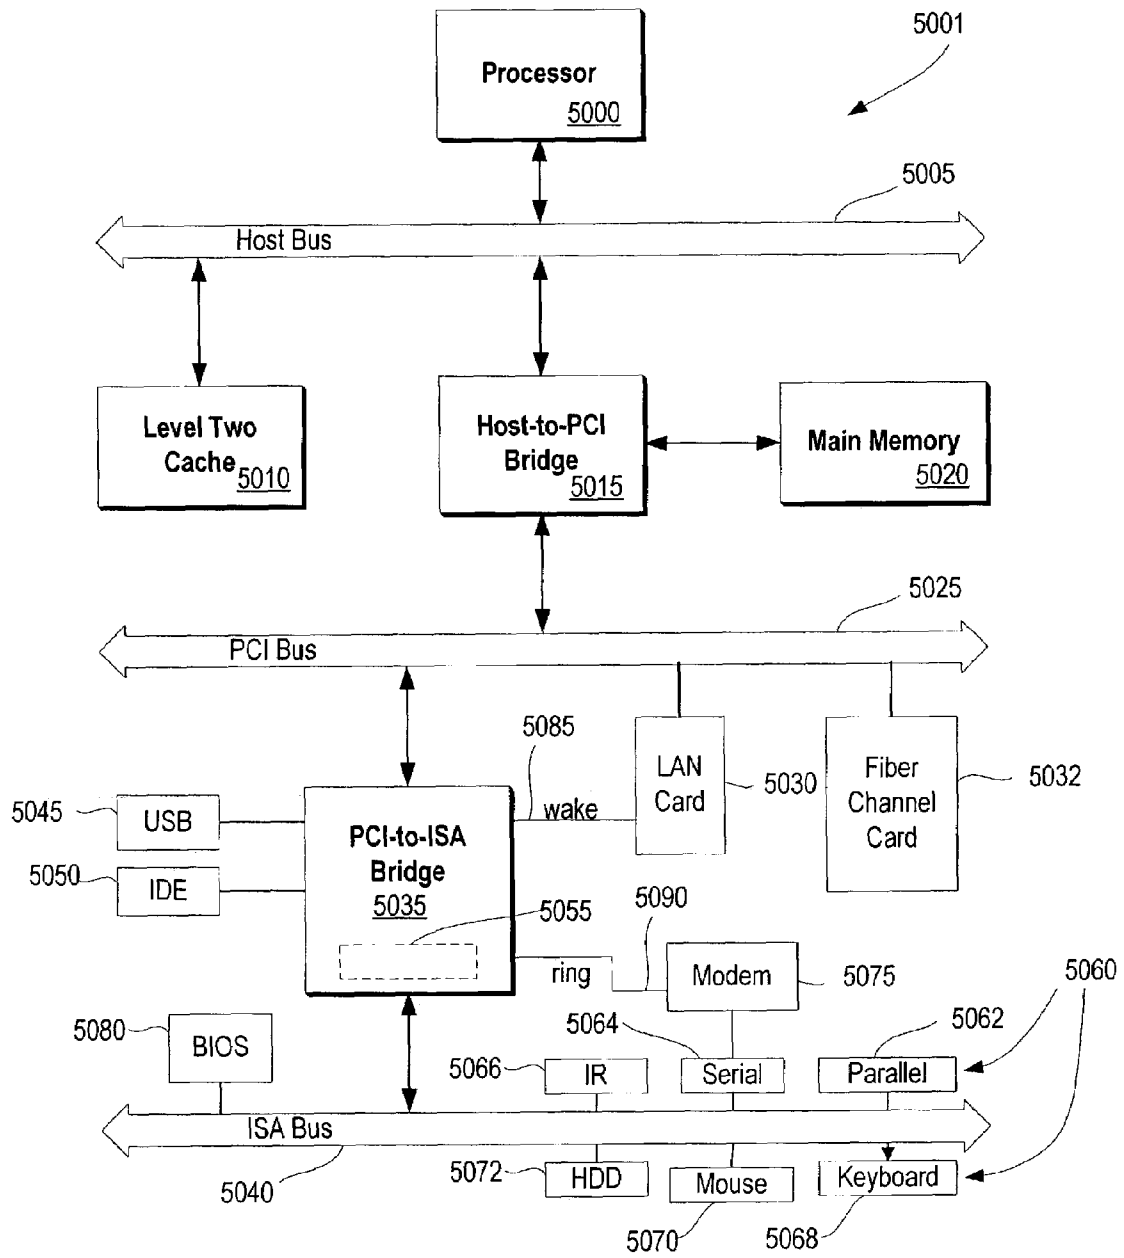 5001
Processor
5000
5005
Host Bus
Level Two
Cache
5010
Host-to-PCI
Bridge
5015
Main Memory
5020
5025
PCI Bus
5085
wake
LAN
Card
5030
Fiber
Channel
Card
5032
5045
USB
5050
IDE
PCI-to-ISA
Bridge
5035
5055
5090
ring
Modem
5075
5060
5080
BIOS
5064
5062
5066
IR
Serial
Parallel
ISA Bus
5040
5072
HDD
Mouse
5070
Keyboard
5068